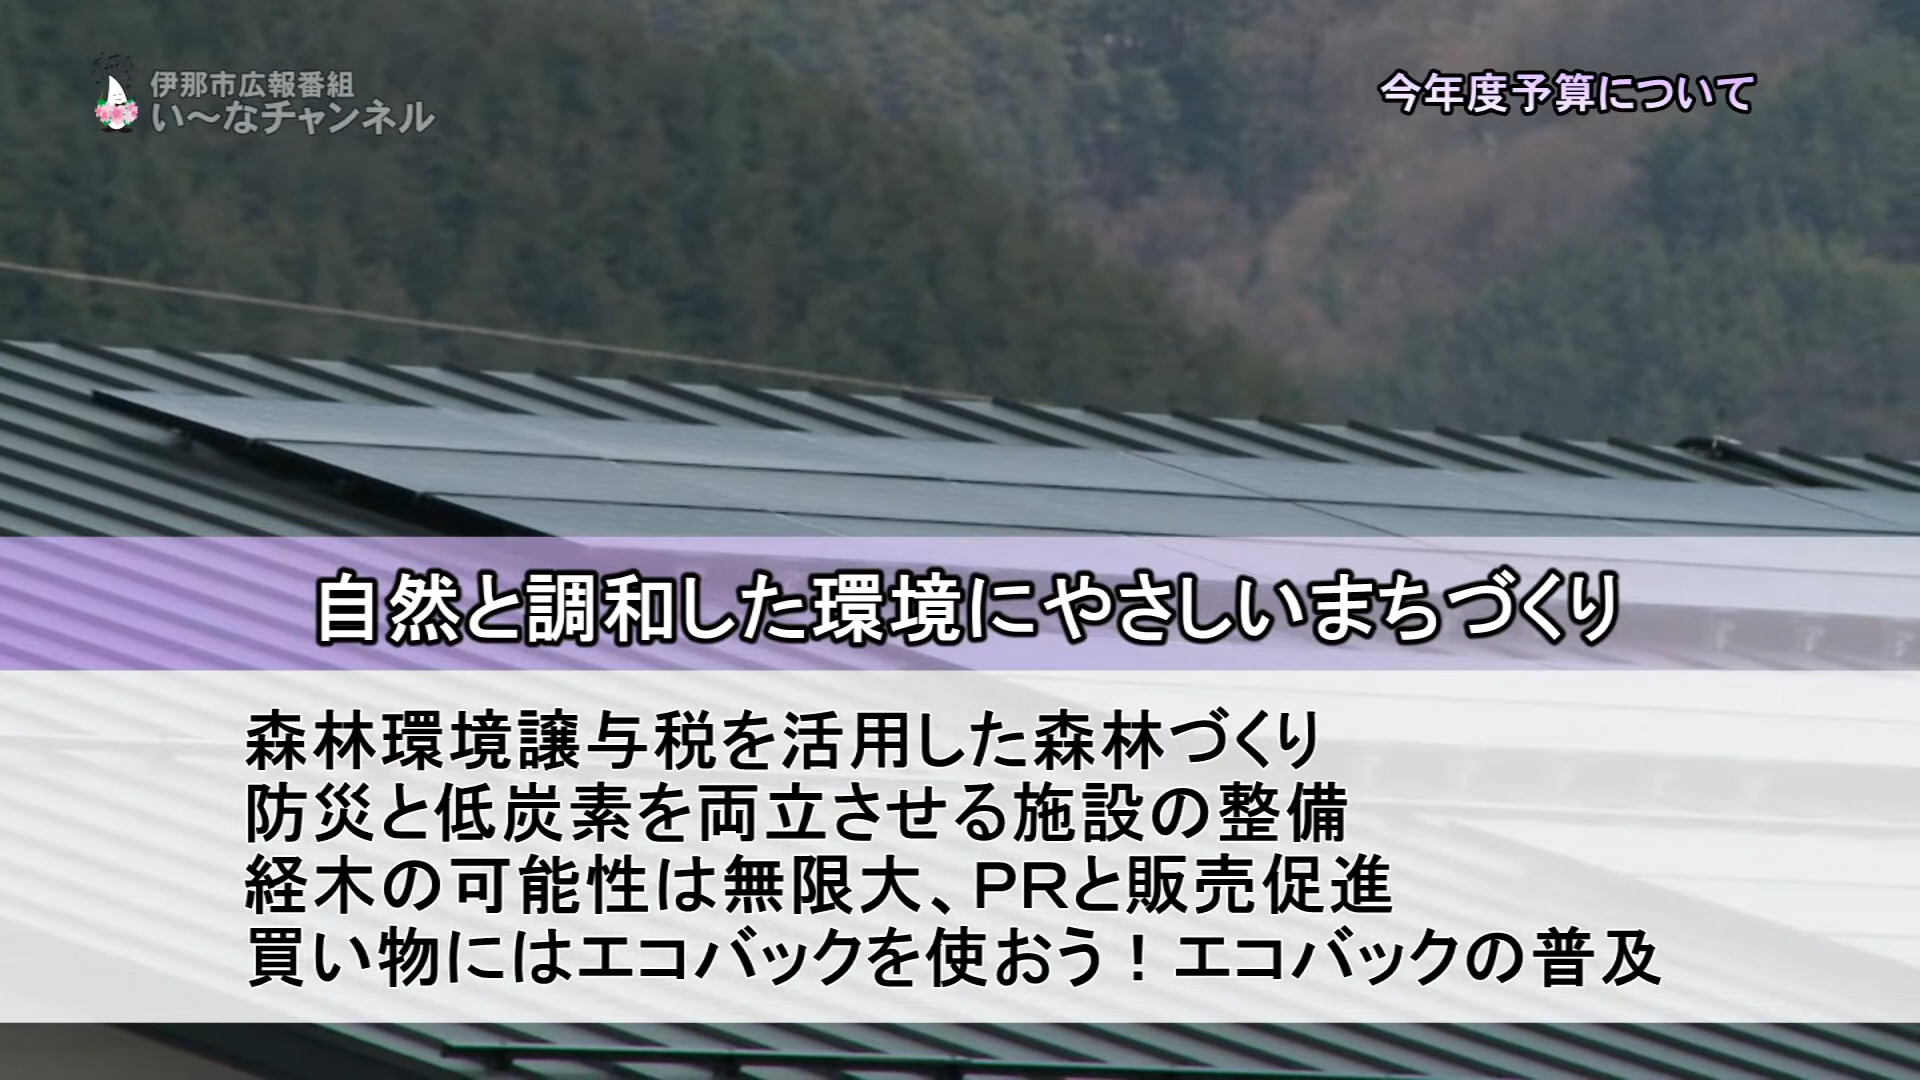 伊那市広報番組
い～なチャンネル
今年度予算について
自然と調和した環境にやさしいまちづくり
森林環境譲与税を活用した森林づくり
防災と低炭素を両立させる施設の整備
経木の可能性は無限大、PRと販売促進
買い物にはエコバックを使おう！エコバックの普及